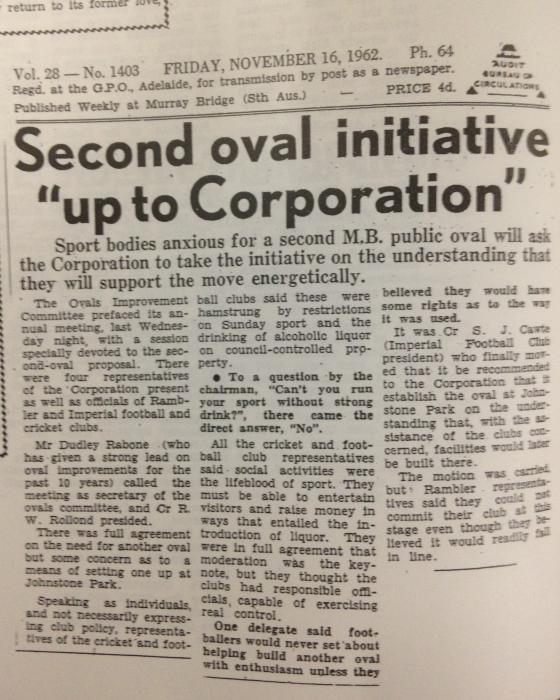 return to its former love,
Vol. 28 — No. 1403 FRIDAY, NOVEMBER 16, 1962. Ph. 64
Regd. at the G.P.O., Adelaide, for transmission by post as a newspaper.
Published Weekly at Murray Bridge (Sth Aus.) — PRICE 4d.
AUDIT
BUREAU OF
CIRCULATIONS
Second oval initiative
"up to Corporation"
Sport bodies anxious for a second M.B. public oval will ask
the Corporation to take the initiative on the understanding that
they will support the move energetically.
The Ovals Improvement
Committee prefaced its an-
nual meeting, last Wednes-
day night, with a session
specially devoted to the sec-
ond-oval proposal. There
were four representatives
of the Corporation present
as well as officials of Ramb-
ler and Imperial football and
cricket clubs.
Mr Dudley Rabone (who
has given a strong lead on
oval improvements for the
past 10 years) called the
meeting as secretary of the
ovals committee, and Cr R.
W. Rollond presided.
There was full agreement
on the need for another oval
but some concern as to a
means of setting one up at
Johnstone Park.
Speaking as individuals,
and not necessarily express-
ing club policy, representa-
tives of the cricket and foot-
ball clubs said these were
hamstrung by restrictions
on Sunday sport and the
drinking of alcoholic liquor
on council-controlled pro-
perty.
● To a question by the
chairman, "Can't you run
your sport without strong
drink?", there came the
direct answer, "No".
All the cricket and foot-
ball club representatives
said social activities were
the lifeblood of sport. They
must be able to entertain
visitors and raise money in
ways that entailed the in-
troduction of liquor. They
were in full agreement that
moderation was the key-
note, but they thought the
clubs had responsible offi-
cials, capable of exercising
real control.
One delegate said foot-
ballers would never set about
helping build another oval
with enthusiasm unless they
believed they would have
some rights as to the way
it was used.
It was Cr S. J. Cawte
(Imperial Football Club
president) who finally mov-
ed that it be recommended
to the Corporation that it
establish the oval at John-
stone Park on the under-
standing that, with the as-
sistance of the clubs con-
cerned, facilities would later
be built there.
The motion was carried,
but Rambler representa-
tives said they could not
commit their club at this
stage even though they be-
lieved it would readily fall
in line.